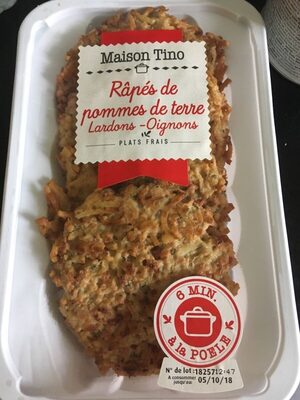 Maison Tino
Râpés de
pommes de terre
Lardons - Oignons
PLATS FRAIS
6 MIN.
à la POÊLE
N° de lot: 1825712:47
A consommer
jusqu'au 05/10/18